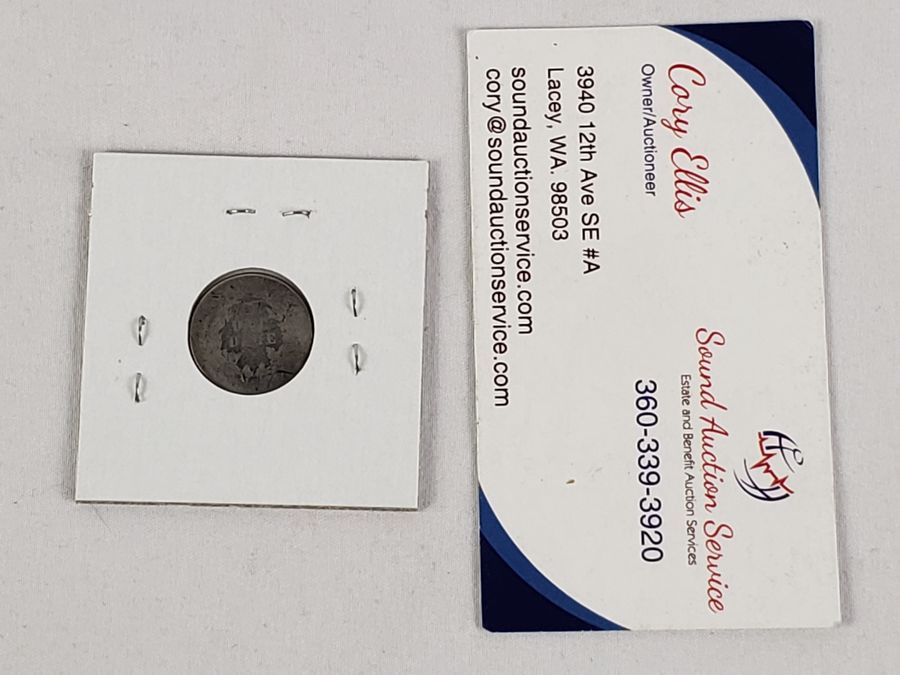 Cory Ellis
Owner/Auctioneer
3940 12th Ave SE #A
Lacey, WA. 98503
soundauctionservice.com
cory@soundauctionservice.com
Sound Auction Service
Estate and Benefit Auction Services
360-339-3920